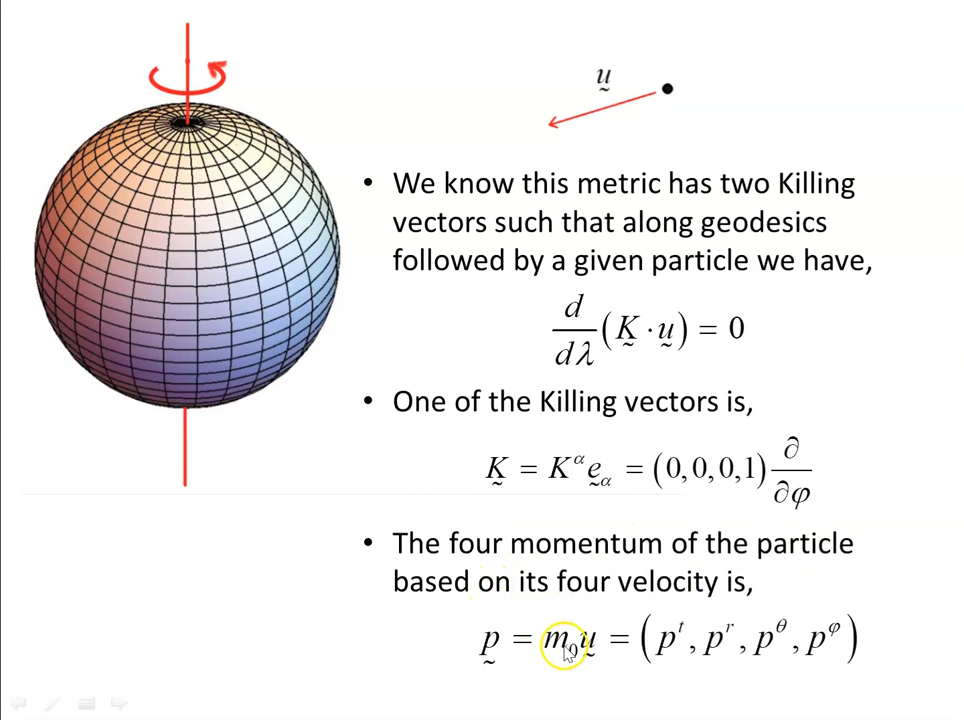 u
• We know this metric has two Killing
vectors such that along geodesics
followed by a given particle we have,
d/dλ (K · u) = 0
• One of the Killing vectors is,
K = K^α e_α = (0,0,0,1) ∂/∂φ
• The four momentum of the particle
based on its four velocity is,
p = m₀u = (p^t, p^r, p^θ, p^φ)